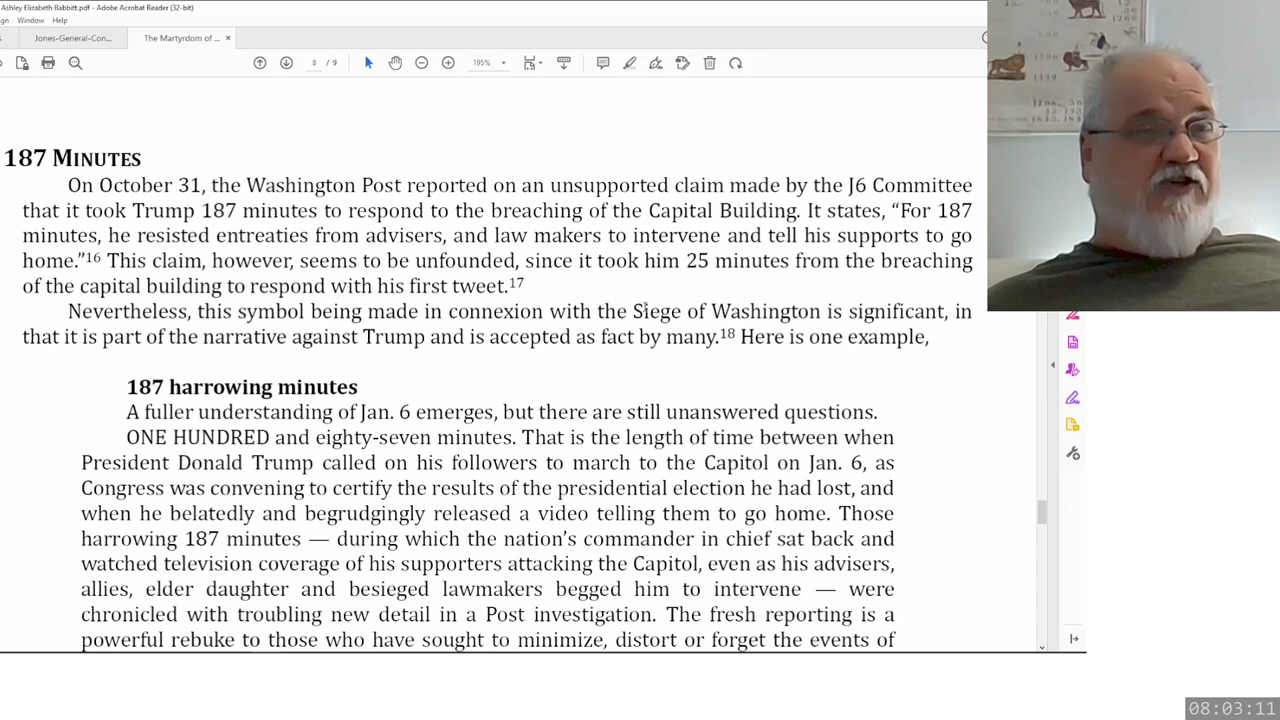 Ashley Elizabeth Babbitt.pdf - Adobe Acrobat Reader (32-bit)
Window Help
Jones-General-Con... The Martyrdom of ... ×
8 / 9 195%
187 MINUTES
On October 31, the Washington Post reported on an unsupported claim made by the J6 Committee
that it took Trump 187 minutes to respond to the breaching of the Capital Building. It states, “For 187
minutes, he resisted entreaties from advisers, and law makers to intervene and tell his supports to go
home.”16 This claim, however, seems to be unfounded, since it took him 25 minutes from the breaching
of the capital building to respond with his first tweet.17
Nevertheless, this symbol being made in connexion with the Siege of Washington is significant, in
that it is part of the narrative against Trump and is accepted as fact by many.18 Here is one example,
187 harrowing minutes
A fuller understanding of Jan. 6 emerges, but there are still unanswered questions.
ONE HUNDRED and eighty-seven minutes. That is the length of time between when
President Donald Trump called on his followers to march to the Capitol on Jan. 6, as
Congress was convening to certify the results of the presidential election he had lost, and
when he belatedly and begrudgingly released a video telling them to go home. Those
harrowing 187 minutes — during which the nation’s commander in chief sat back and
watched television coverage of his supporters attacking the Capitol, even as his advisers,
allies, elder daughter and besieged lawmakers begged him to intervene — were
chronicled with troubling new detail in a Post investigation. The fresh reporting is a
powerful rebuke to those who have sought to minimize, distort or forget the events of
08:03:11